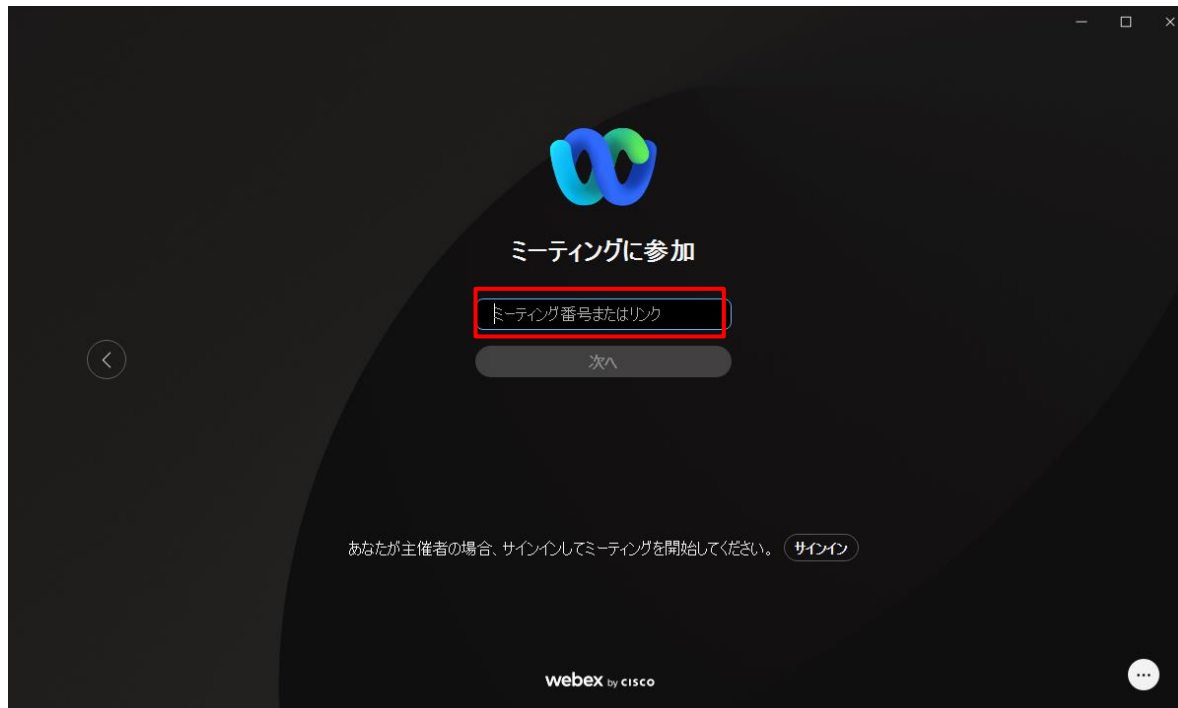 ミーティングに参加
ミーティング番号またはリンク
次へ
あなたが主催者の場合、サインインしてミーティングを開始してください。 サインイン
webex by CISCO